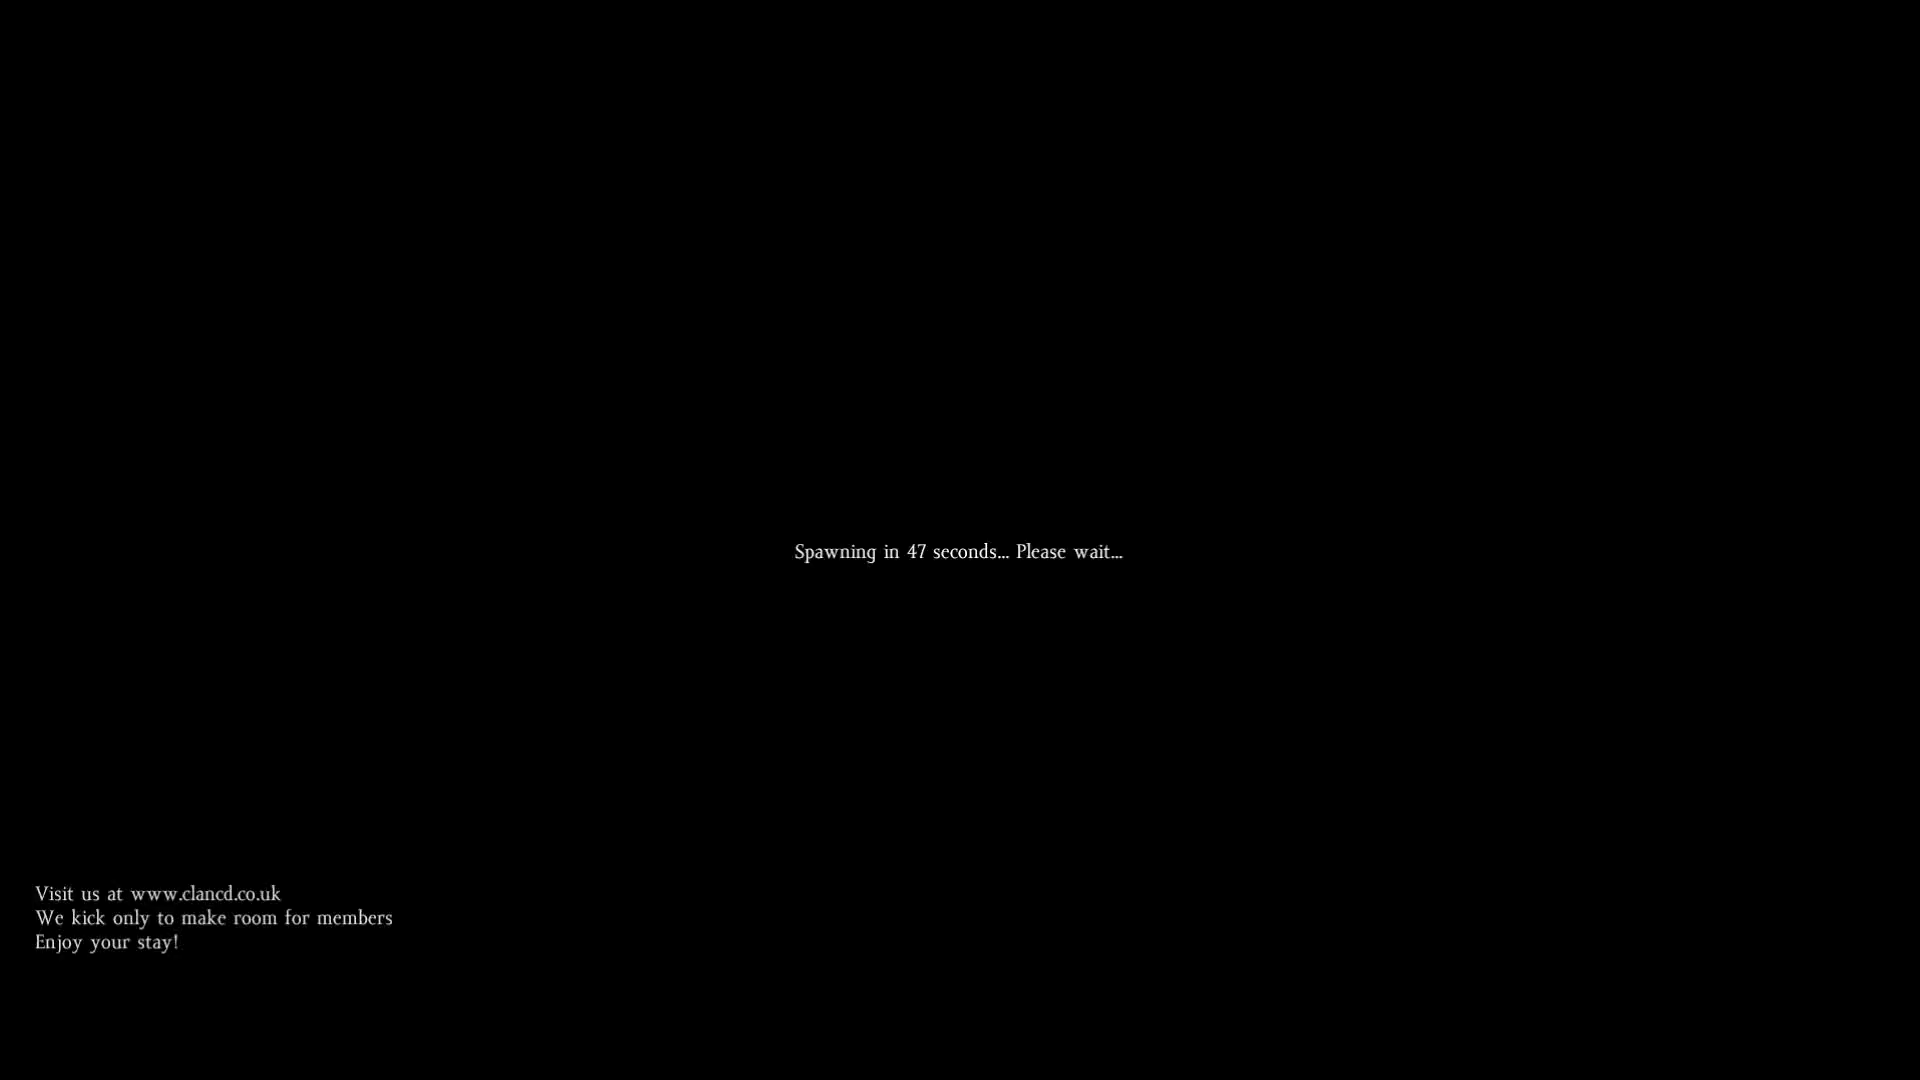 Spawning in 47 seconds... Please wait...
Visit us at www.clancd.co.uk
We kick only to make room for members
Enjoy your stay!